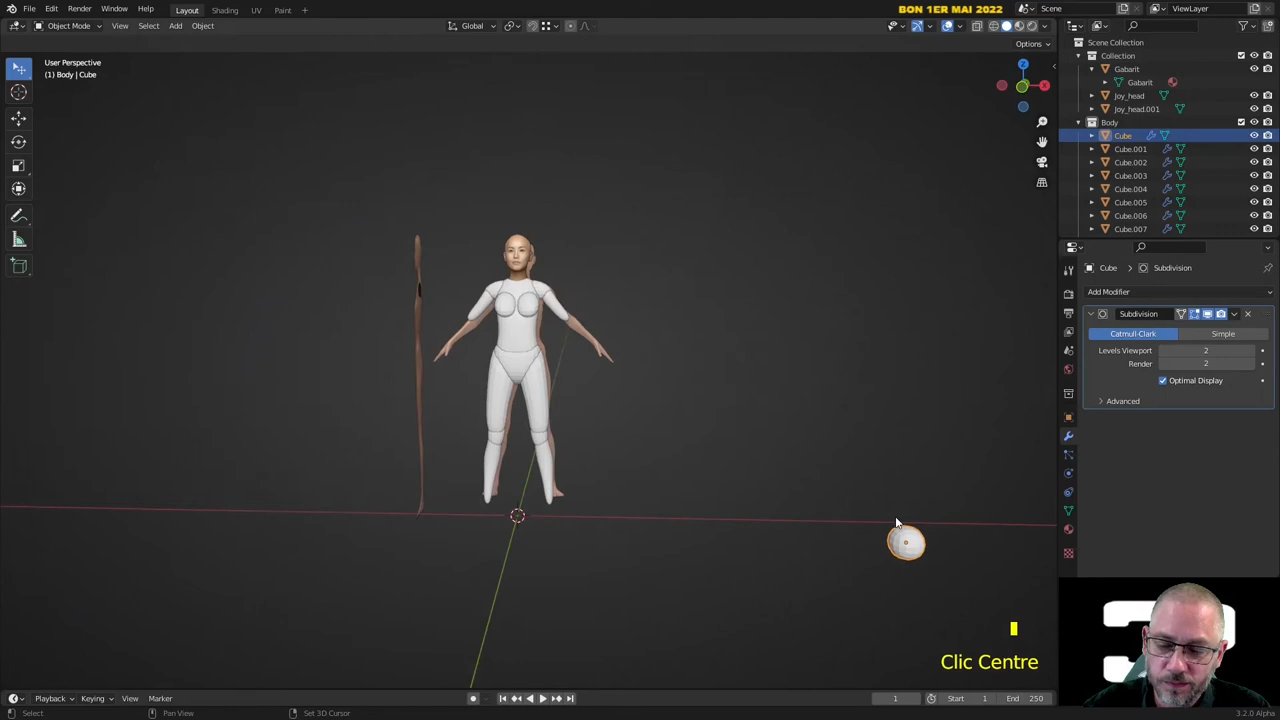 File Edit Render Window Help Layout Shading UV Paint BON 1ER MAI 2022 Scene ViewLayer
Object Mode View Select Add Object Global
Options
User Perspective
(1) Body | Cube
Z
X
Scene Collection
Collection
Gabarit
Gabarit
Joy_head
Joy_head.001
Body
Cube
Cube.001
Cube.002
Cube.003
Cube.004
Cube.005
Cube.006
Cube.007
Cube > Subdivision
Add Modifier
Subdivision
Catmull-Clark Simple
Levels Viewport 2
Render 2
Optimal Display
Advanced
Clic Centre
Playback Keying View Marker 1 Start 1 End 250
Select Pan View Set 3D Cursor 3.2.0 Alpha